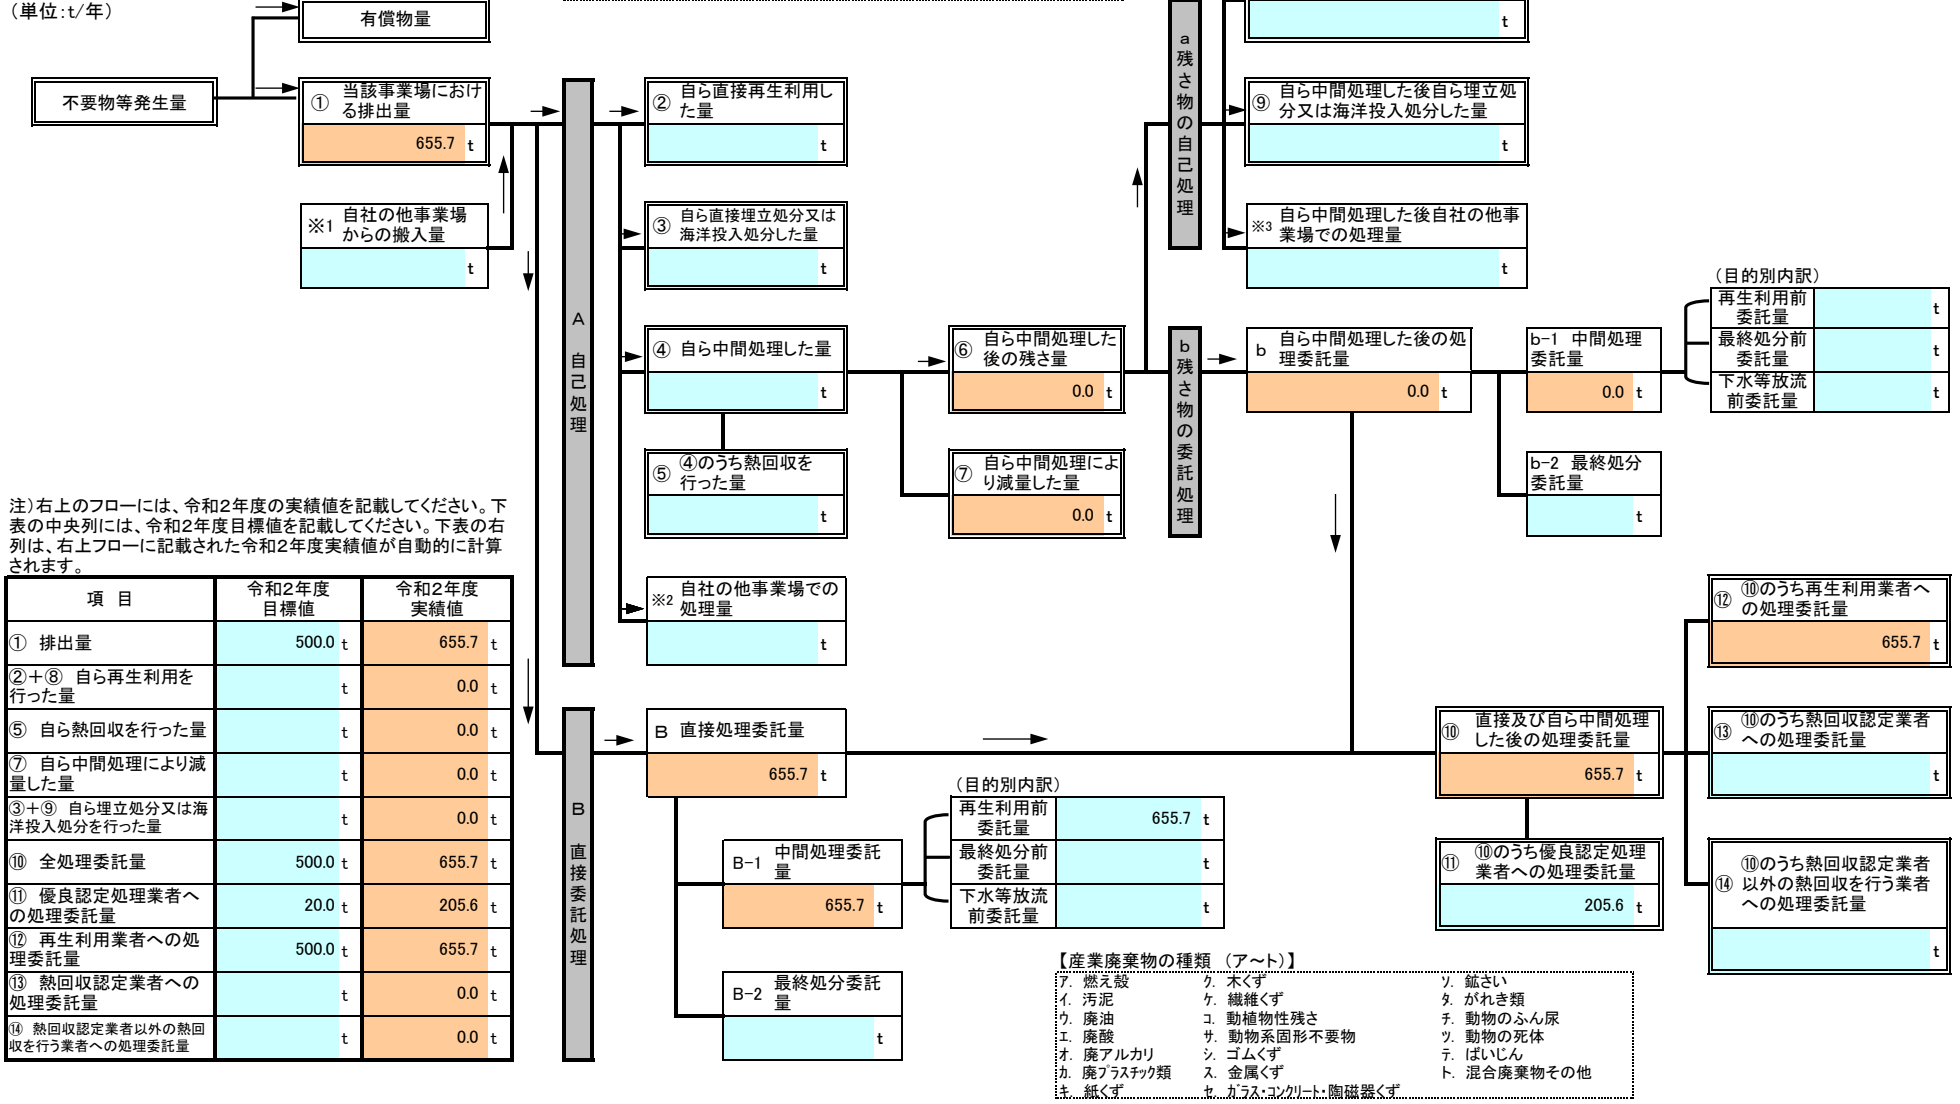 （単位：ｔ/年）
有償物量
t
不要物等発生量
① 当該事業場におけ
る排出量
655.7 t
※1 自社の他事業場
からの搬入量
t
A
自己処理
② 自ら直接再生利用し
た量
t
③ 自ら直接埋立処分又は
海洋投入処分した量
t
④ 自ら中間処理した量
t
⑤ ④のうち熱回収を
行った量
t
※2 自社の他事業場での
処理量
t
⑥ 自ら中間処理した
後の残さ量
0.0 t
⑦ 自ら中間処理によ
り減量した量
0.0 t
a残さ物の自己処理
⑨ 自ら中間処理した後自ら埋立処
分又は海洋投入処分した量
t
※3 自ら中間処理した後自社の他事
業場での処理量
t
b残さ物の委託処理
b 自ら中間処理した後の処
理委託量
0.0 t
b-1 中間処理
委託量
0.0 t
b-2 最終処分
委託量
t
（目的別内訳）
再生利用前
委託量 t
最終処分前
委託量 t
下水等放流
前委託量 t
注）右上のフローには、令和２年度の実績値を記載してください。下
表の中央列には、令和２年度目標値を記載してください。下表の右
列は、右上フローに記載された令和２年度実績値が自動的に計算
されます。
項 目 令和２年度
目標値 令和２年度
実績値
① 排出量 500.0 t 655.7 t
②＋⑧ 自ら再生利用を
行った量 t 0.0 t
⑤ 自ら熱回収を行った量 t 0.0 t
⑦ 自ら中間処理により減
量した量 t 0.0 t
③＋⑨ 自ら埋立処分又は海
洋投入処分を行った量 t 0.0 t
⑩ 全処理委託量 500.0 t 655.7 t
⑪ 優良認定処理業者へ
の処理委託量 20.0 t 205.6 t
⑫ 再生利用業者への処
理委託量 500.0 t 655.7 t
⑬ 熱回収認定業者への
処理委託量 t 0.0 t
⑭ 熱回収認定業者以外の熱回
収を行う業者への処理委託量 t 0.0 t
B
直接委託処理
B 直接処理委託量
655.7 t
B-1 中間処理委託
量
655.7 t
B-2 最終処分委託
量
t
（目的別内訳）
再生利用前
委託量 655.7 t
最終処分前
委託量 t
下水等放流
前委託量 t
⑩ 直接及び自ら中間処理
した後の処理委託量
655.7 t
⑪ ⑩のうち優良認定処理
業者への処理委託量
205.6 t
⑫ ⑩のうち再生利用業者へ
の処理委託量
655.7 t
⑬ ⑩のうち熱回収認定業者
への処理委託量
t
⑭ ⑩のうち熱回収認定業者
以外の熱回収を行う業者
への処理委託量
t
【産業廃棄物の種類 （ア～ト）】
ア. 燃え殻 ク. 木くず ソ. 鉱さい
イ. 汚泥 ケ. 繊維くず タ. がれき類
ウ. 廃油 コ. 動植物性残さ チ. 動物のふん尿
エ. 廃酸 サ. 動物系固形不要物 ツ. 動物の死体
オ. 廃アルカリ シ. ゴムくず テ. ばいじん
カ. 廃プラスチック類 ス. 金属くず ト. 混合廃棄物その他
キ. 紙くず セ. ガラス・コンクリート・陶磁器くず